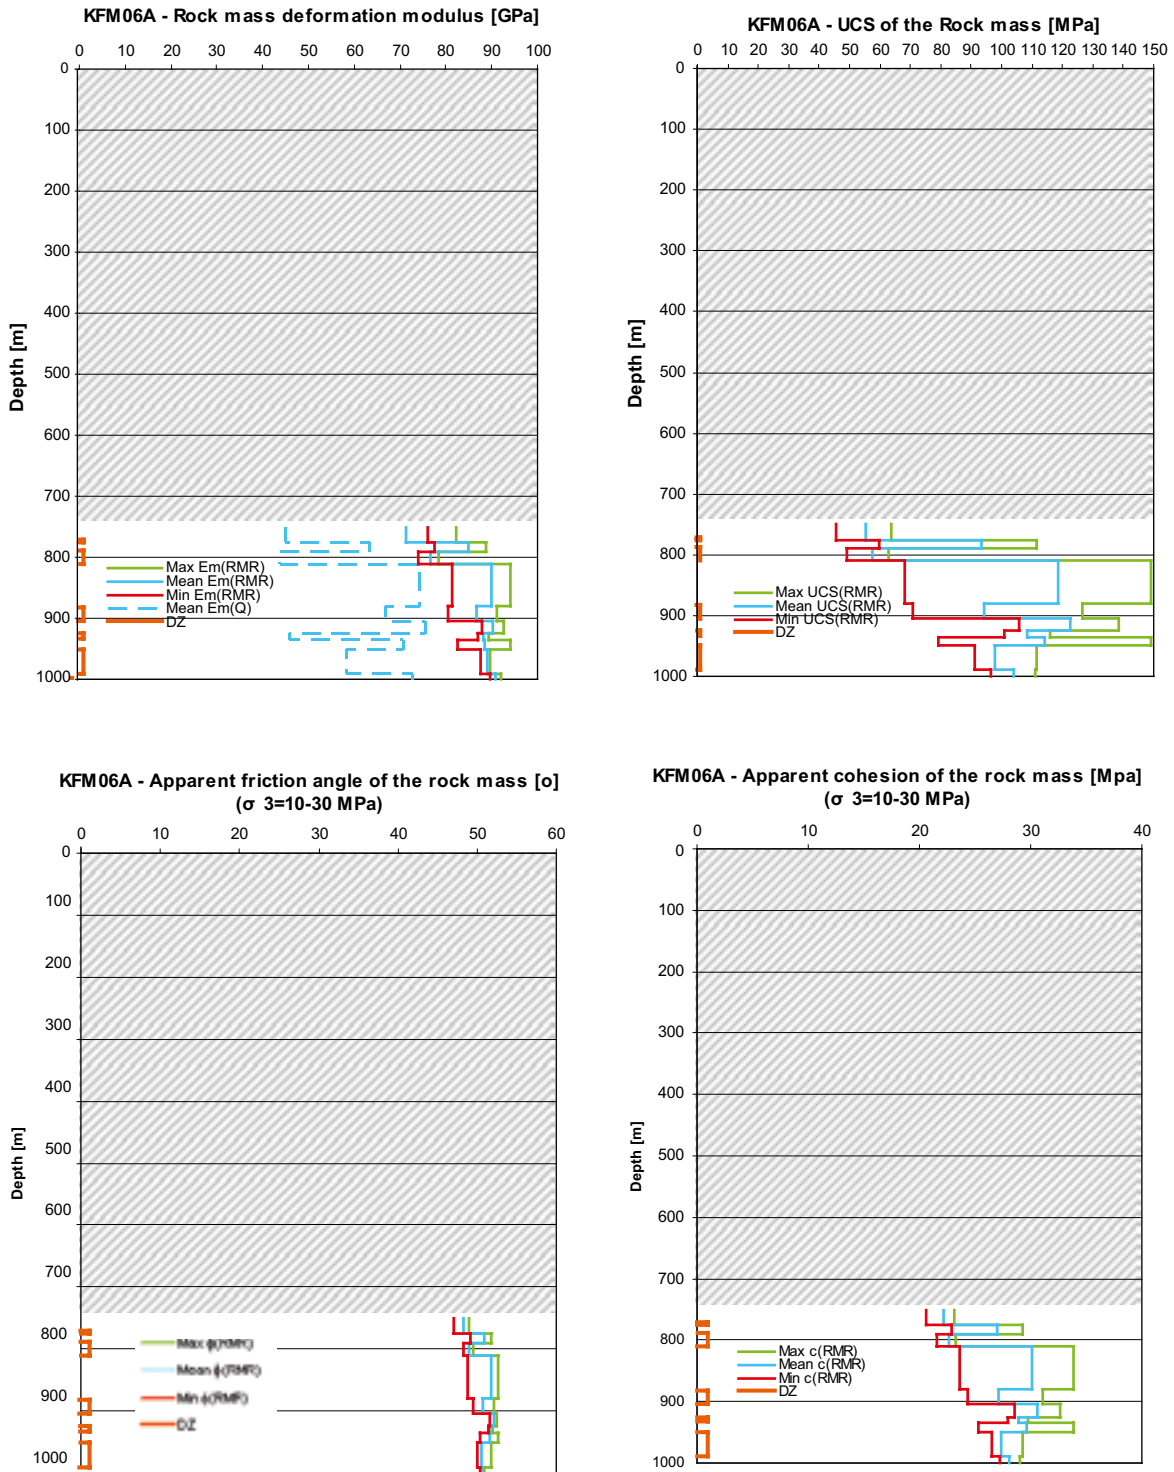 KFM06A - Rock mass deformation modulus [GPa]
0 10 20 30 40 50 60 70 80 90 100
0
100
200
300
400
500
600
700
800
900
1000
Depth [m]
Max Em(RMR)
Mean Em(RMR)
Min Em(RMR)
Mean Em(Q)
DZ
KFM06A - UCS of the Rock mass [MPa]
0 10 20 30 40 50 60 70 80 90 100 110 120 130 140 150
0
100
200
300
400
500
600
700
800
900
1000
Depth [m]
Max UCS(RMR)
Mean UCS(RMR)
Min UCS(RMR)
DZ
KFM06A - Apparent friction angle of the rock mass [o]
(σ 3=10-30 MPa)
0 10 20 30 40 50 60
0
100
200
300
400
500
600
700
800
900
1000
Depth [m]
Max ϕ(RMR)
Mean ϕ(RMR)
Min ϕ(RMR)
DZ
KFM06A - Apparent cohesion of the rock mass [Mpa]
(σ 3=10-30 MPa)
0 10 20 30 40
0
100
200
300
400
500
600
700
800
900
1000
Depth [m]
Max c(RMR)
Mean c(RMR)
Min c(RMR)
DZ